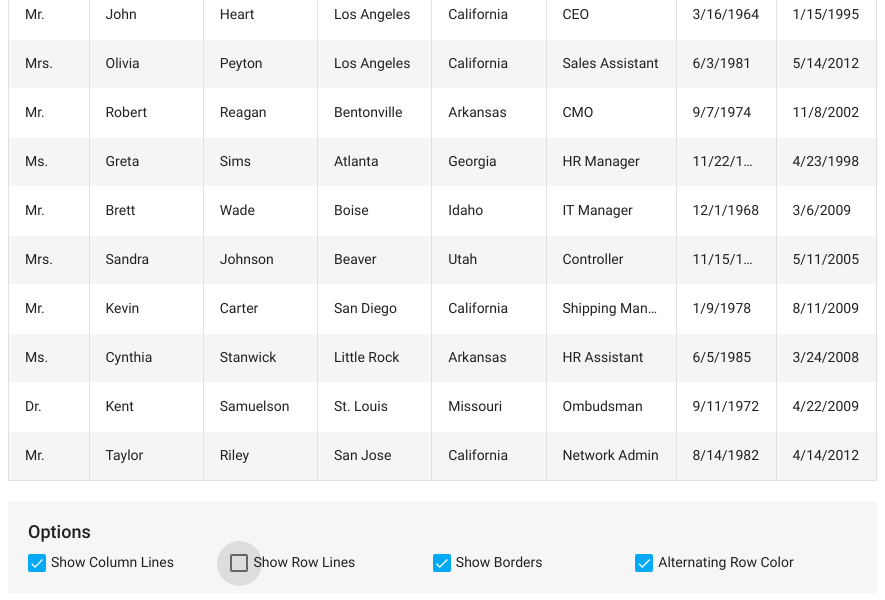 Mr. John Heart Los Angeles California CEO 3/16/1964 1/15/1995
Mrs. Olivia Peyton Los Angeles California Sales Assistant 6/3/1981 5/14/2012
Mr. Robert Reagan Bentonville Arkansas CMO 9/7/1974 11/8/2002
Ms. Greta Sims Atlanta Georgia HR Manager 11/22/1... 4/23/1998
Mr. Brett Wade Boise Idaho IT Manager 12/1/1968 3/6/2009
Mrs. Sandra Johnson Beaver Utah Controller 11/15/1... 5/11/2005
Mr. Kevin Carter San Diego California Shipping Man... 1/9/1978 8/11/2009
Ms. Cynthia Stanwick Little Rock Arkansas HR Assistant 6/5/1985 3/24/2008
Dr. Kent Samuelson St. Louis Missouri Ombudsman 9/11/1972 4/22/2009
Mr. Taylor Riley San Jose California Network Admin 8/14/1982 4/14/2012
Options
Show Column Lines Show Row Lines Show Borders Alternating Row Color